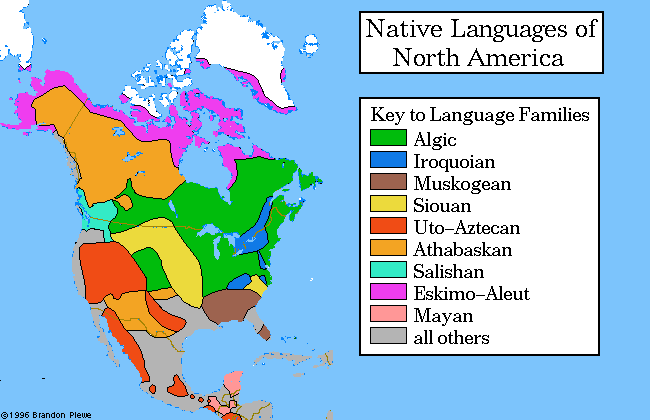 Native Languages of
North America
Key to Language Families
Algic
Iroquoian
Muskogean
Siouan
Uto-Aztecan
Athabaskan
Salishan
Eskimo-Aleut
Mayan
all others
©1996 Brandon Plewe